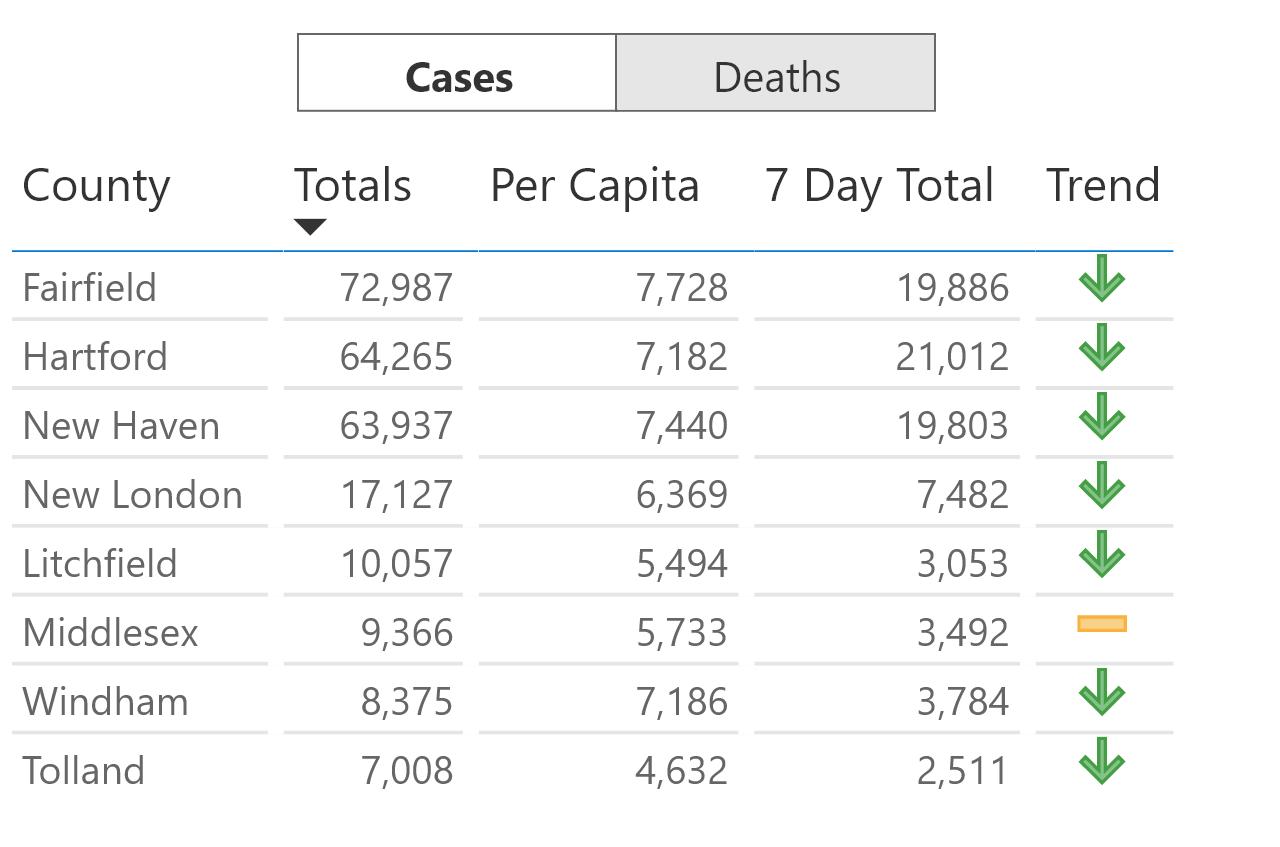 Cases Deaths
County Totals Per Capita 7 Day Total Trend
Fairfield 72,987 7,728 19,886
Hartford 64,265 7,182 21,012
New Haven 63,937 7,440 19,803
New London 17,127 6,369 7,482
Litchfield 10,057 5,494 3,053
Middlesex 9,366 5,733 3,492
Windham 8,375 7,186 3,784
Tolland 7,008 4,632 2,511